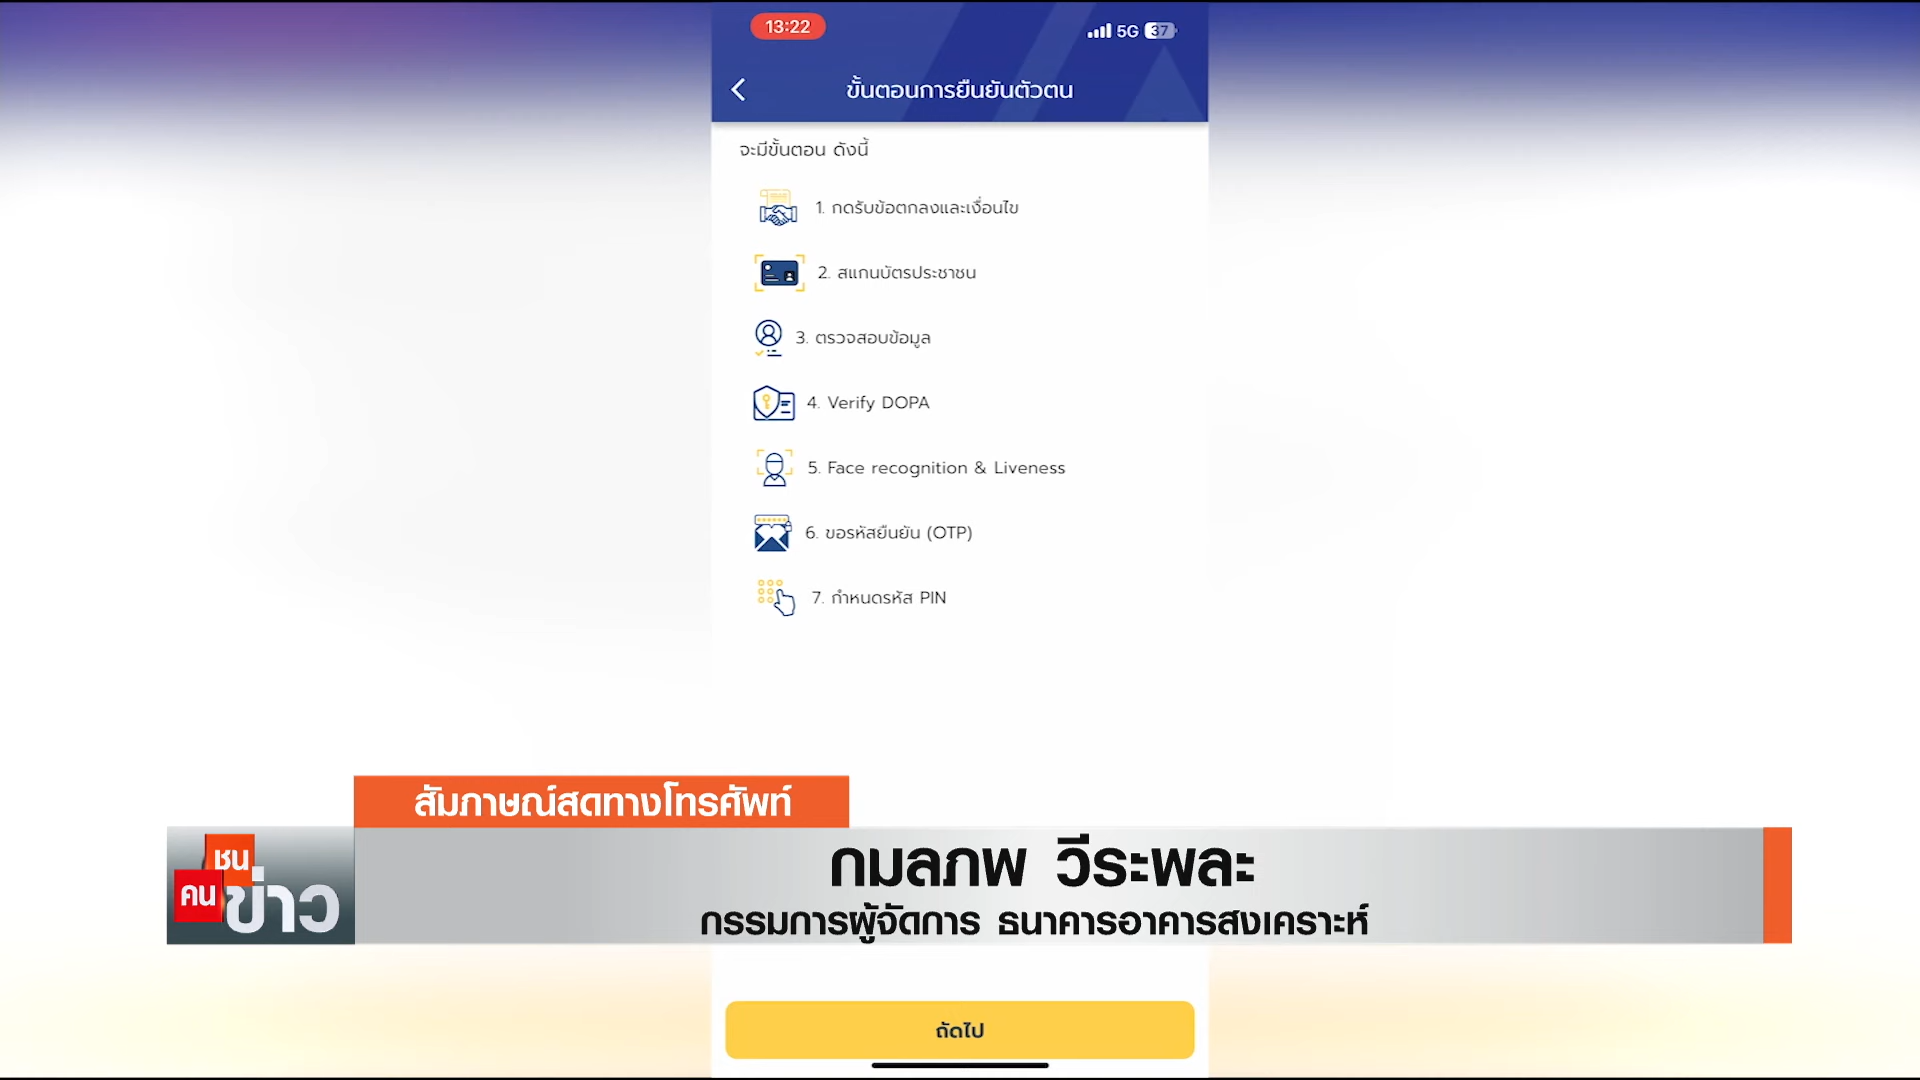 13:22
5G 37
ขั้นตอนการยืนยันตัวตน
จะมีขั้นตอน ดังนี้
1. กดรับข้อตกลงและเงื่อนไข
2. สแกนบัตรประชาชน
3. ตรวจสอบข้อมูล
4. Verify DOPA
5. Face recognition & Liveness
6. ขอรหัสยืนยัน (OTP)
7. กำหนดรหัส PIN
สัมภาษณ์สดทางโทรศัพท์
ชน
คน
ข่าว
กมลภพ วีระพละ
กรรมการผู้จัดการ ธนาคารอาคารสงเคราะห์
ถัดไป